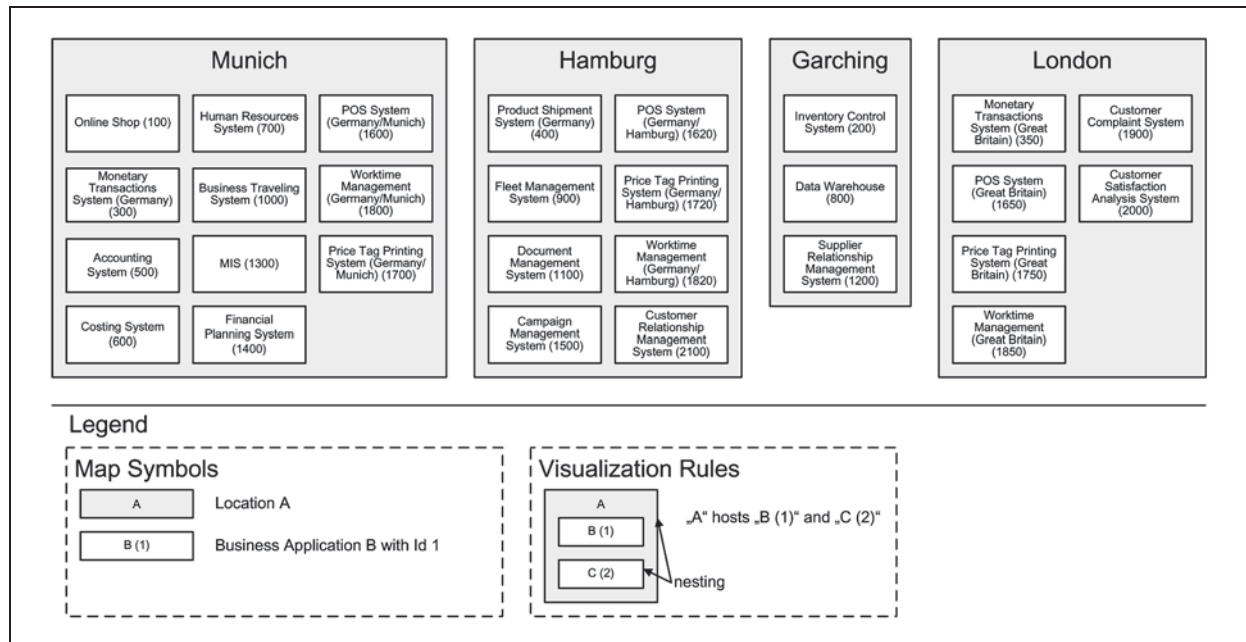 Munich
Online Shop (100)
Human Resources
System (700)
POS System
(Germany/Munich)
(1600)
Monetary
Transactions
System (Germany)
(300)
Business Traveling
System (1000)
Worktime
Management
(Germany/Munich)
(1800)
Accounting
System (500)
MIS (1300)
Price Tag Printing
System (Germany/
Munich) (1700)
Costing System
(600)
Financial
Planning System
(1400)
Hamburg
Product Shipment
System (Germany)
(400)
POS System
(Germany/
Hamburg) (1620)
Fleet Management
System (900)
Price Tag Printing
System (Germany/
Hamburg) (1720)
Document
Management
System (1100)
Worktime
Management
(Germany/
Hamburg) (1820)
Campaign
Management
System (1500)
Customer
Relationship
Management
System (2100)
Garching
Inventory Control
System (200)
Data Warehouse
(800)
Supplier
Relationship
Management
System (1200)
London
Monetary
Transactions
System (Great
Britain) (350)
Customer
Complaint System
(1900)
POS System
(Great Britain)
(1650)
Customer
Satisfaction
Analysis System
(2000)
Price Tag Printing
System (Great
Britain) (1750)
Worktime
Management
(Great Britain)
(1850)
Legend
Map Symbols
A
Location A
B (1)
Business Application B with Id 1
Visualization Rules
A
B (1)
C (2)
„A“ hosts „B (1)“ and „C (2)“
nesting